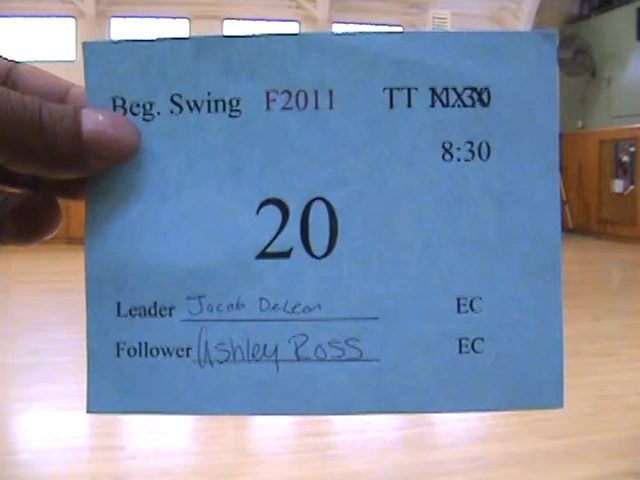 Beg. Swing F2011 TT
8:30
20
Leader Jacob DeLeon EC
Follower Ashley Ross EC